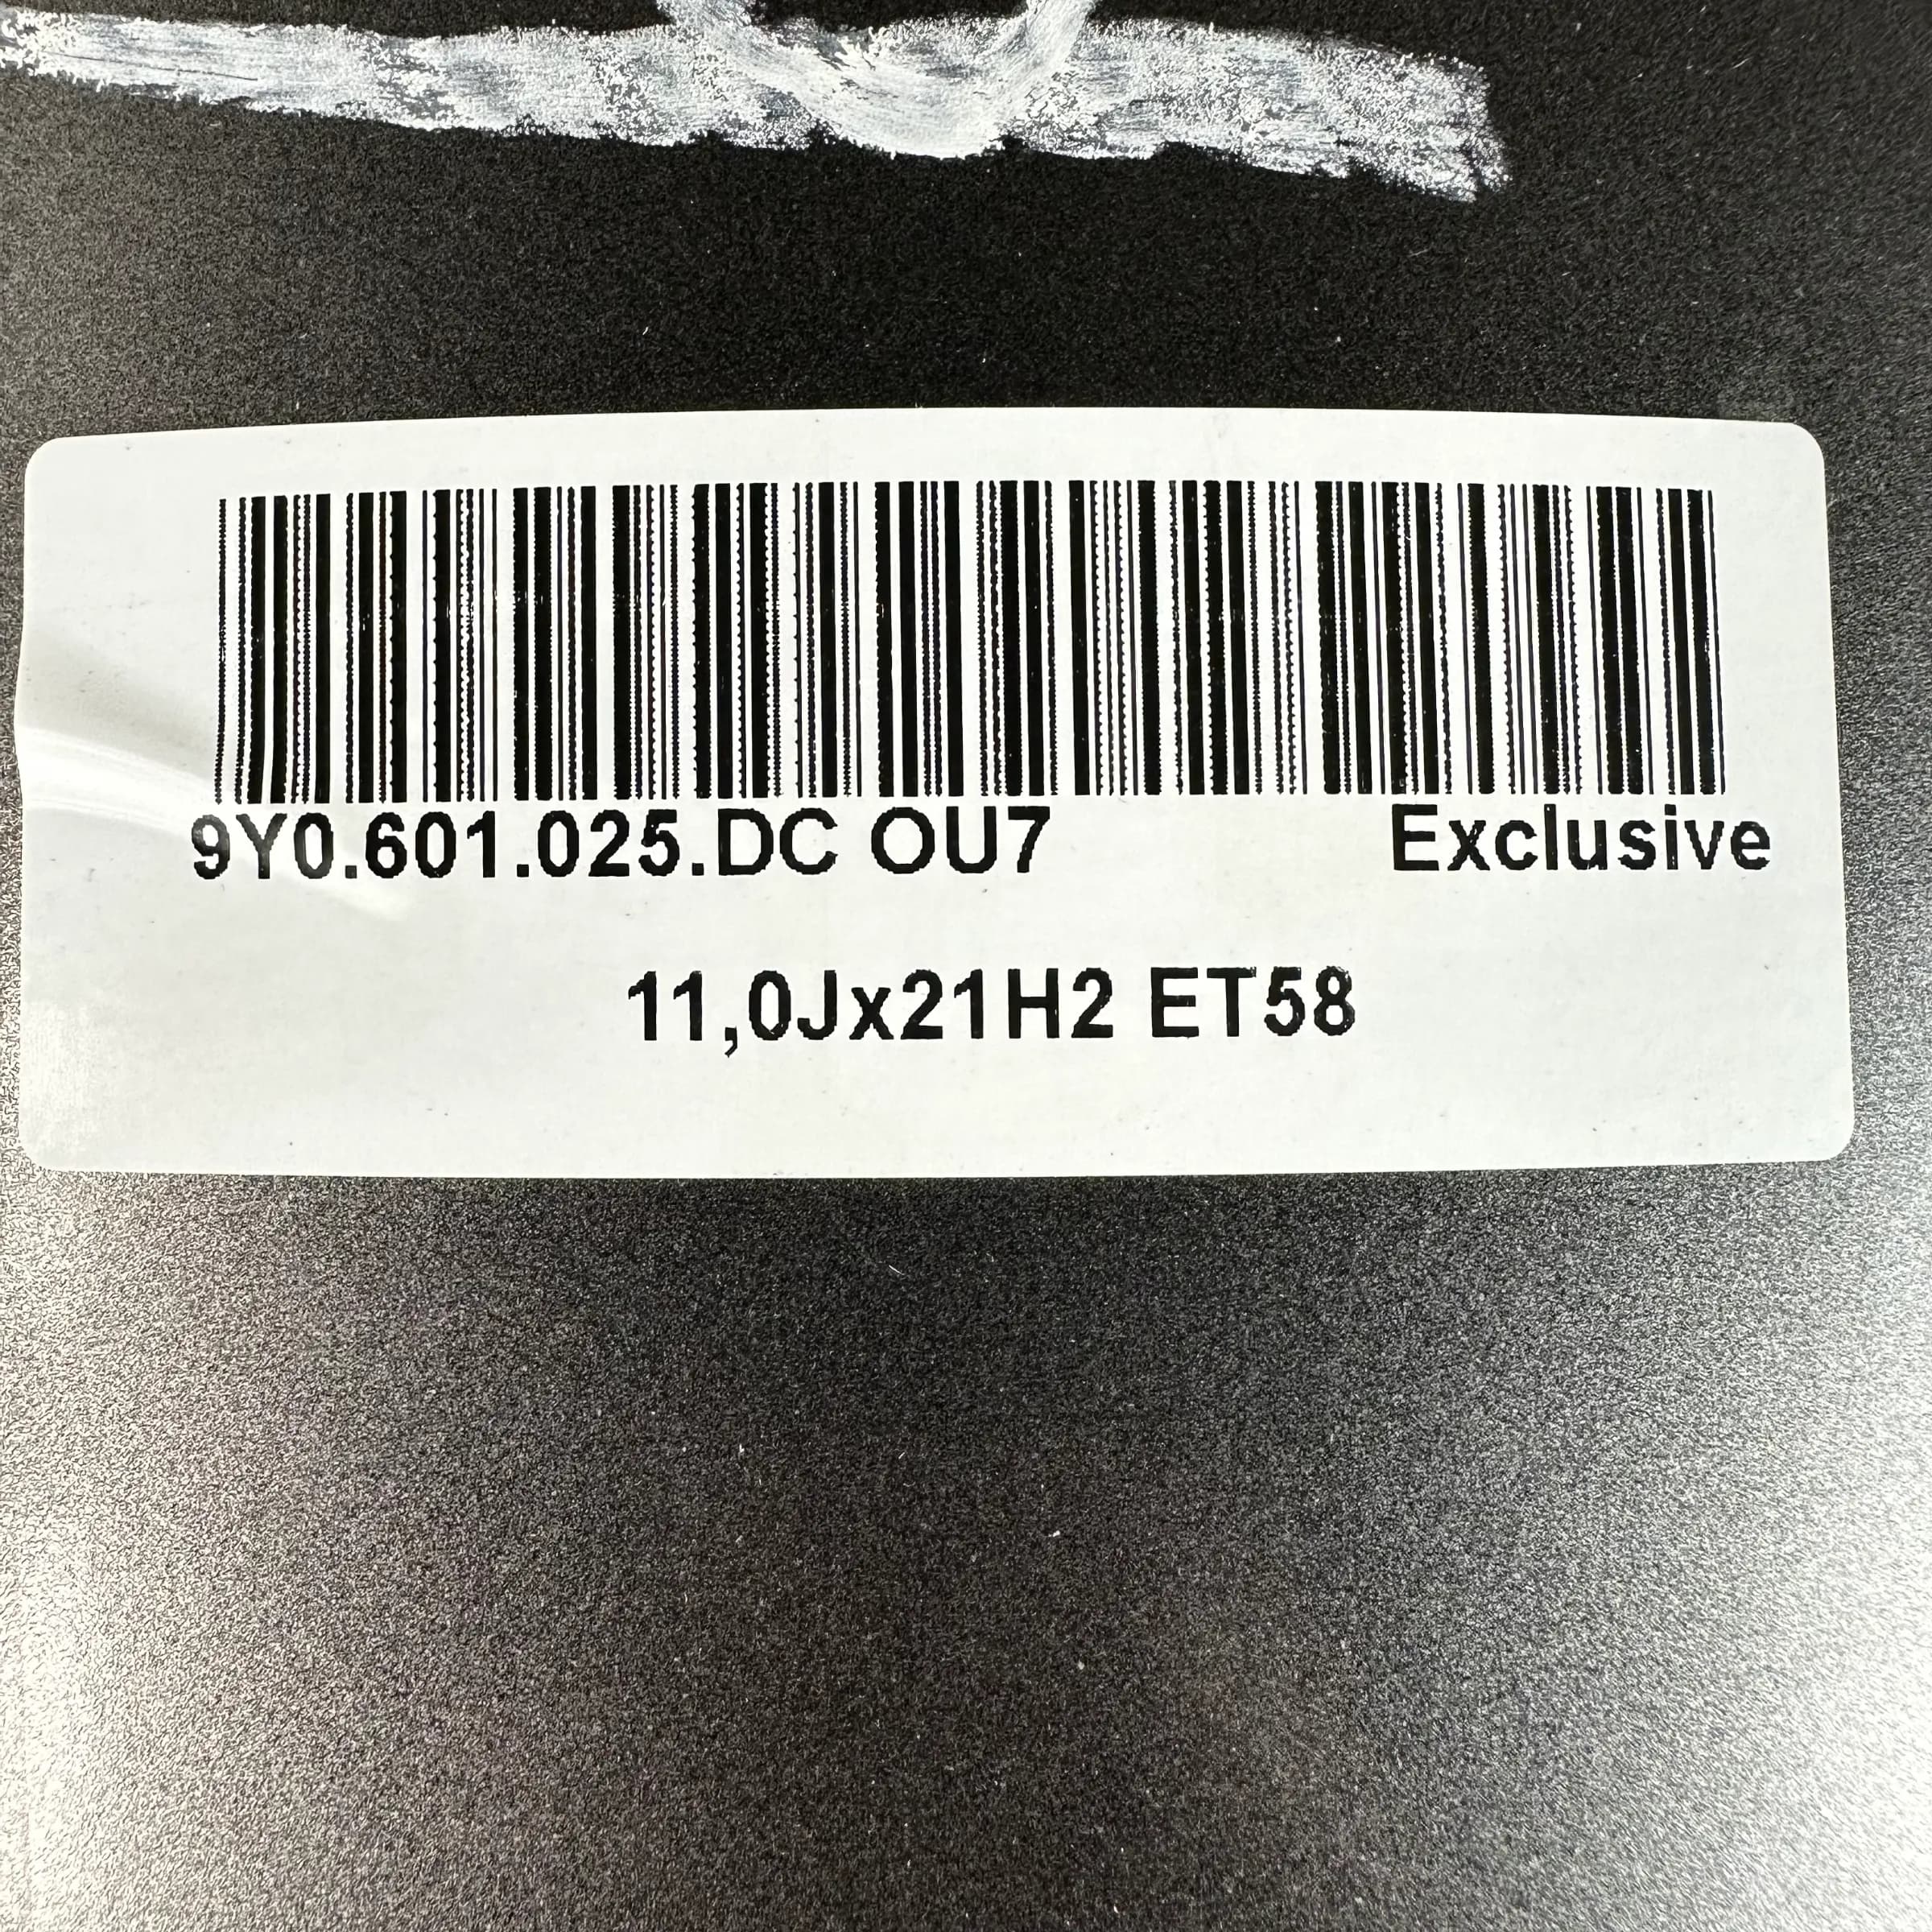 9Y0.601.025.DC OU7 Exclusive
11,0Jx21H2 ET58